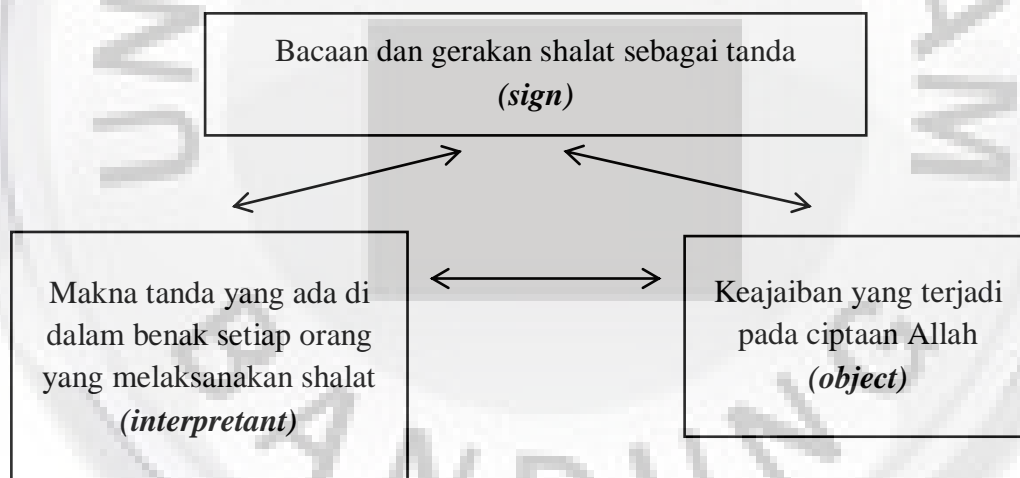 Bacaan dan gerakan shalat sebagai tanda
(sign)
Makna tanda yang ada di
dalam benak setiap orang
yang melaksanakan shalat
(interpretant)
Keajaiban yang terjadi
pada ciptaan Allah
(object)
BANDUNG